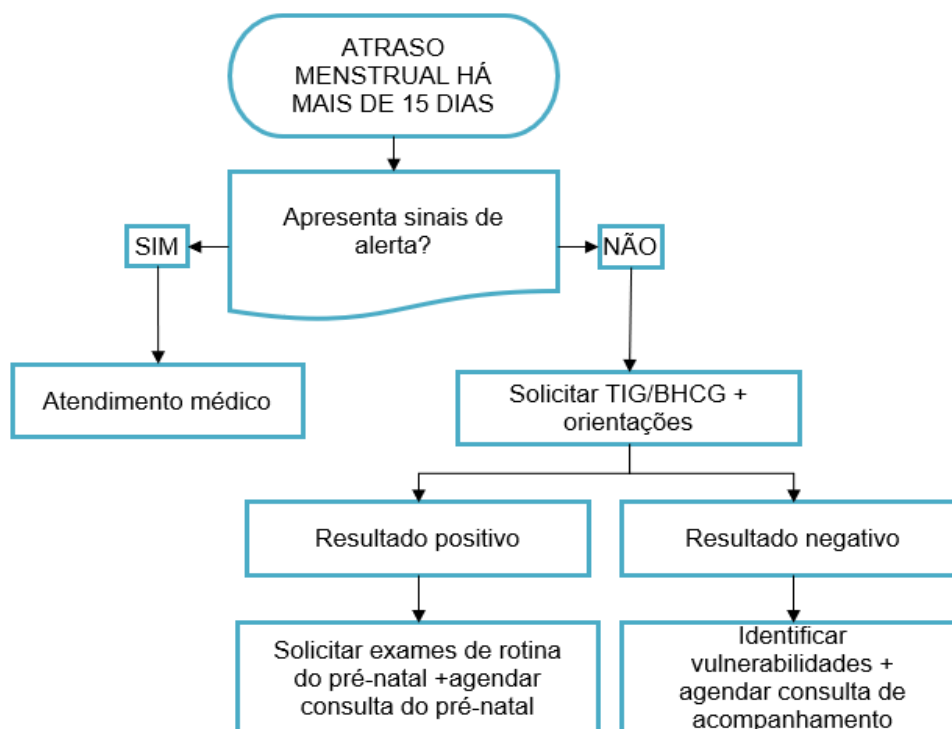 ATRASO
MENSTRUAL HÁ
MAIS DE 15 DIAS
Apresenta sinais de
alerta?
SIM
NÃO
Atendimento médico
Solicitar TIG/BHCG +
orientações
Resultado positivo
Resultado negativo
Solicitar exames de rotina
do pré-natal +agendar
consulta do pré-natal
Identificar
vulnerabilidades +
agendar consulta de
acompanhamento